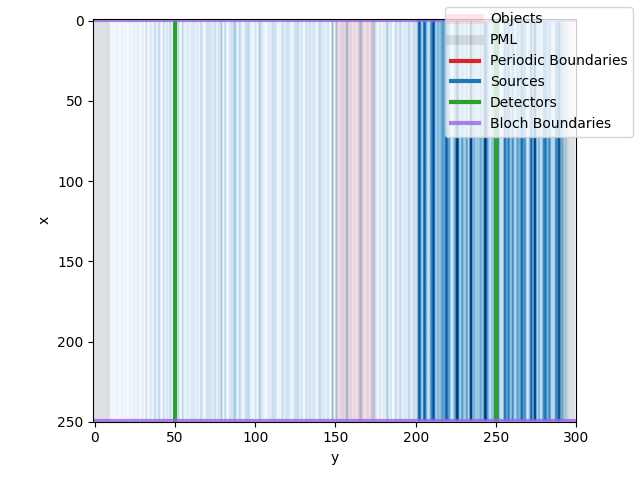 Objects
PML
Periodic Boundaries
Sources
Detectors
Bloch Boundaries
0
50
100
150
200
250
x
0
50
100
150
200
250
300
y